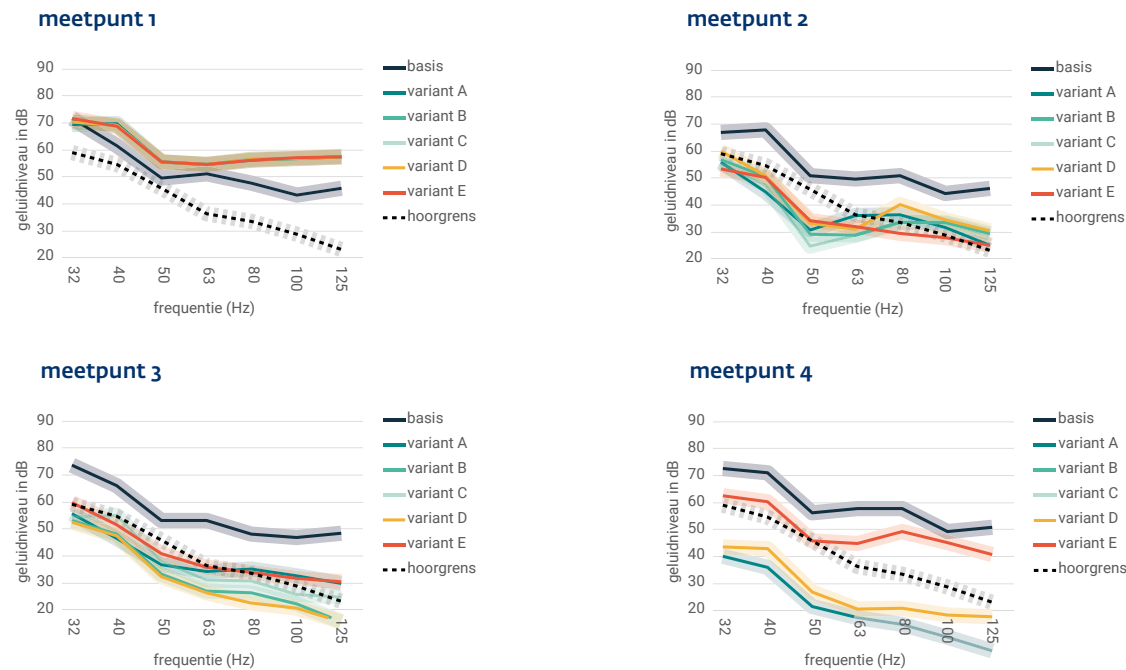 meetpunt 1
90
80
70
60
50
40
30
20
geluidniveau in dB
32
40
50
63
80
100
125
frequentie (Hz)
basis
variant A
variant B
variant C
variant D
variant E
hoorgrens
meetpunt 2
90
80
70
60
50
40
30
20
geluidniveau in dB
32
40
50
63
80
100
125
frequentie (Hz)
basis
variant A
variant B
variant C
variant D
variant E
hoorgrens
meetpunt 3
90
80
70
60
50
40
30
20
geluidniveau in dB
32
40
50
63
80
100
125
frequentie (Hz)
basis
variant A
variant B
variant C
variant D
variant E
hoorgrens
meetpunt 4
90
80
70
60
50
40
30
20
geluidniveau in dB
32
40
50
63
80
100
125
frequentie (Hz)
basis
variant A
variant B
variant C
variant D
variant E
hoorgrens